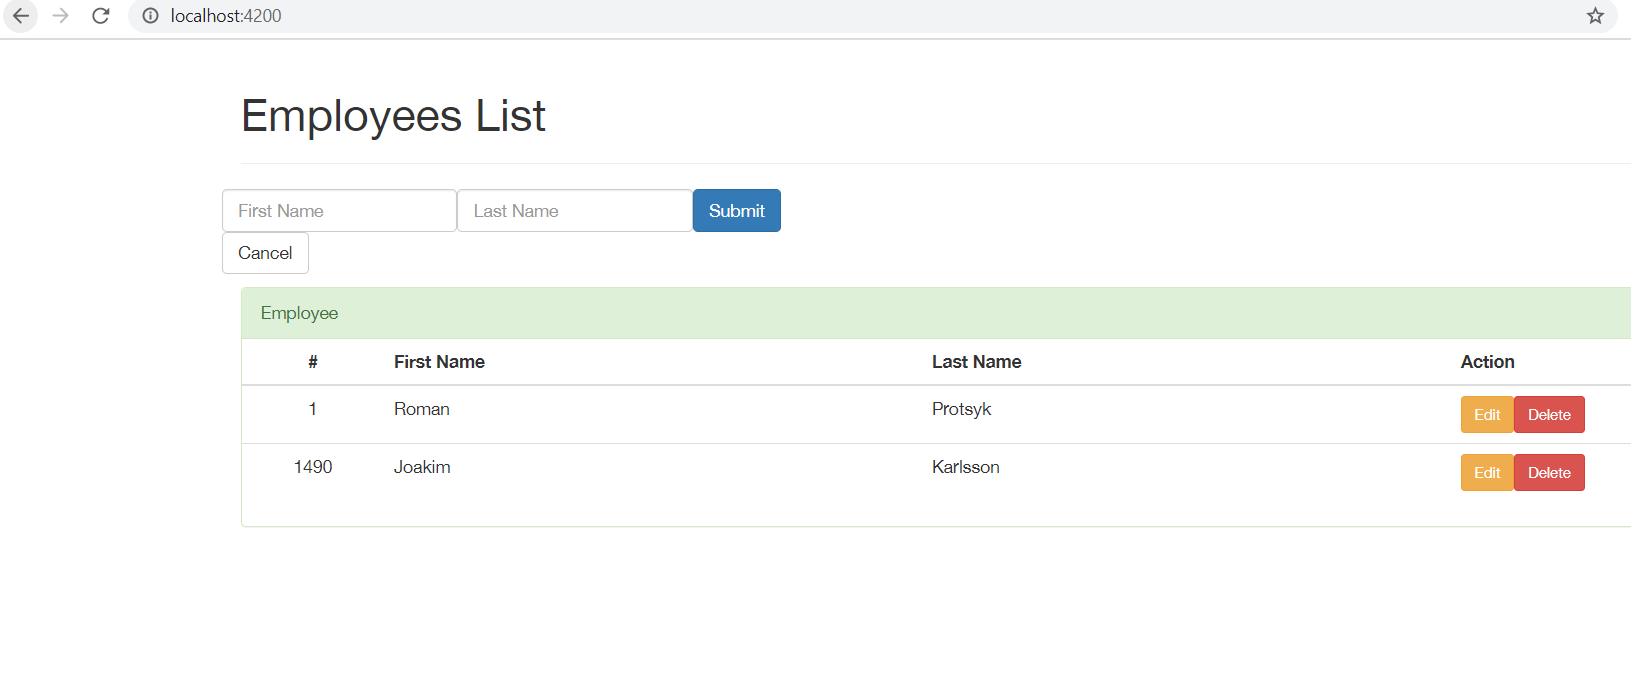 localhost:4200
Employees List
First Name Last Name Submit
Cancel
Employee
# First Name Last Name Action
1 Roman Protsyk Edit Delete
1490 Joakim Karlsson Edit Delete